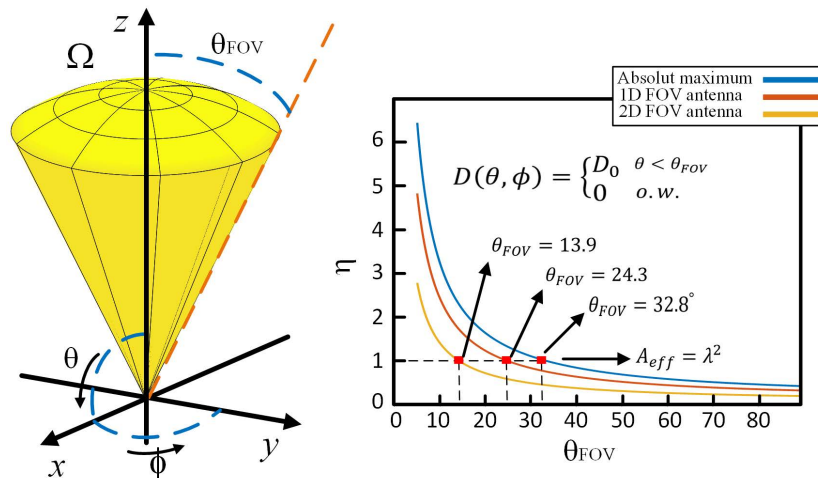 z
θFOV
Ω
θ
x
ϕ
y
Absolut maximum
1D FOV antenna
2D FOV antenna
D(θ, ϕ) = {D0 θ < θFOV
0 o.w.
θFOV = 13.9
θFOV = 24.3
θFOV = 32.8°
Aeff = λ²
η
6
5
4
3
2
1
0
0 10 20 30 40 50 60 70 80
θFOV